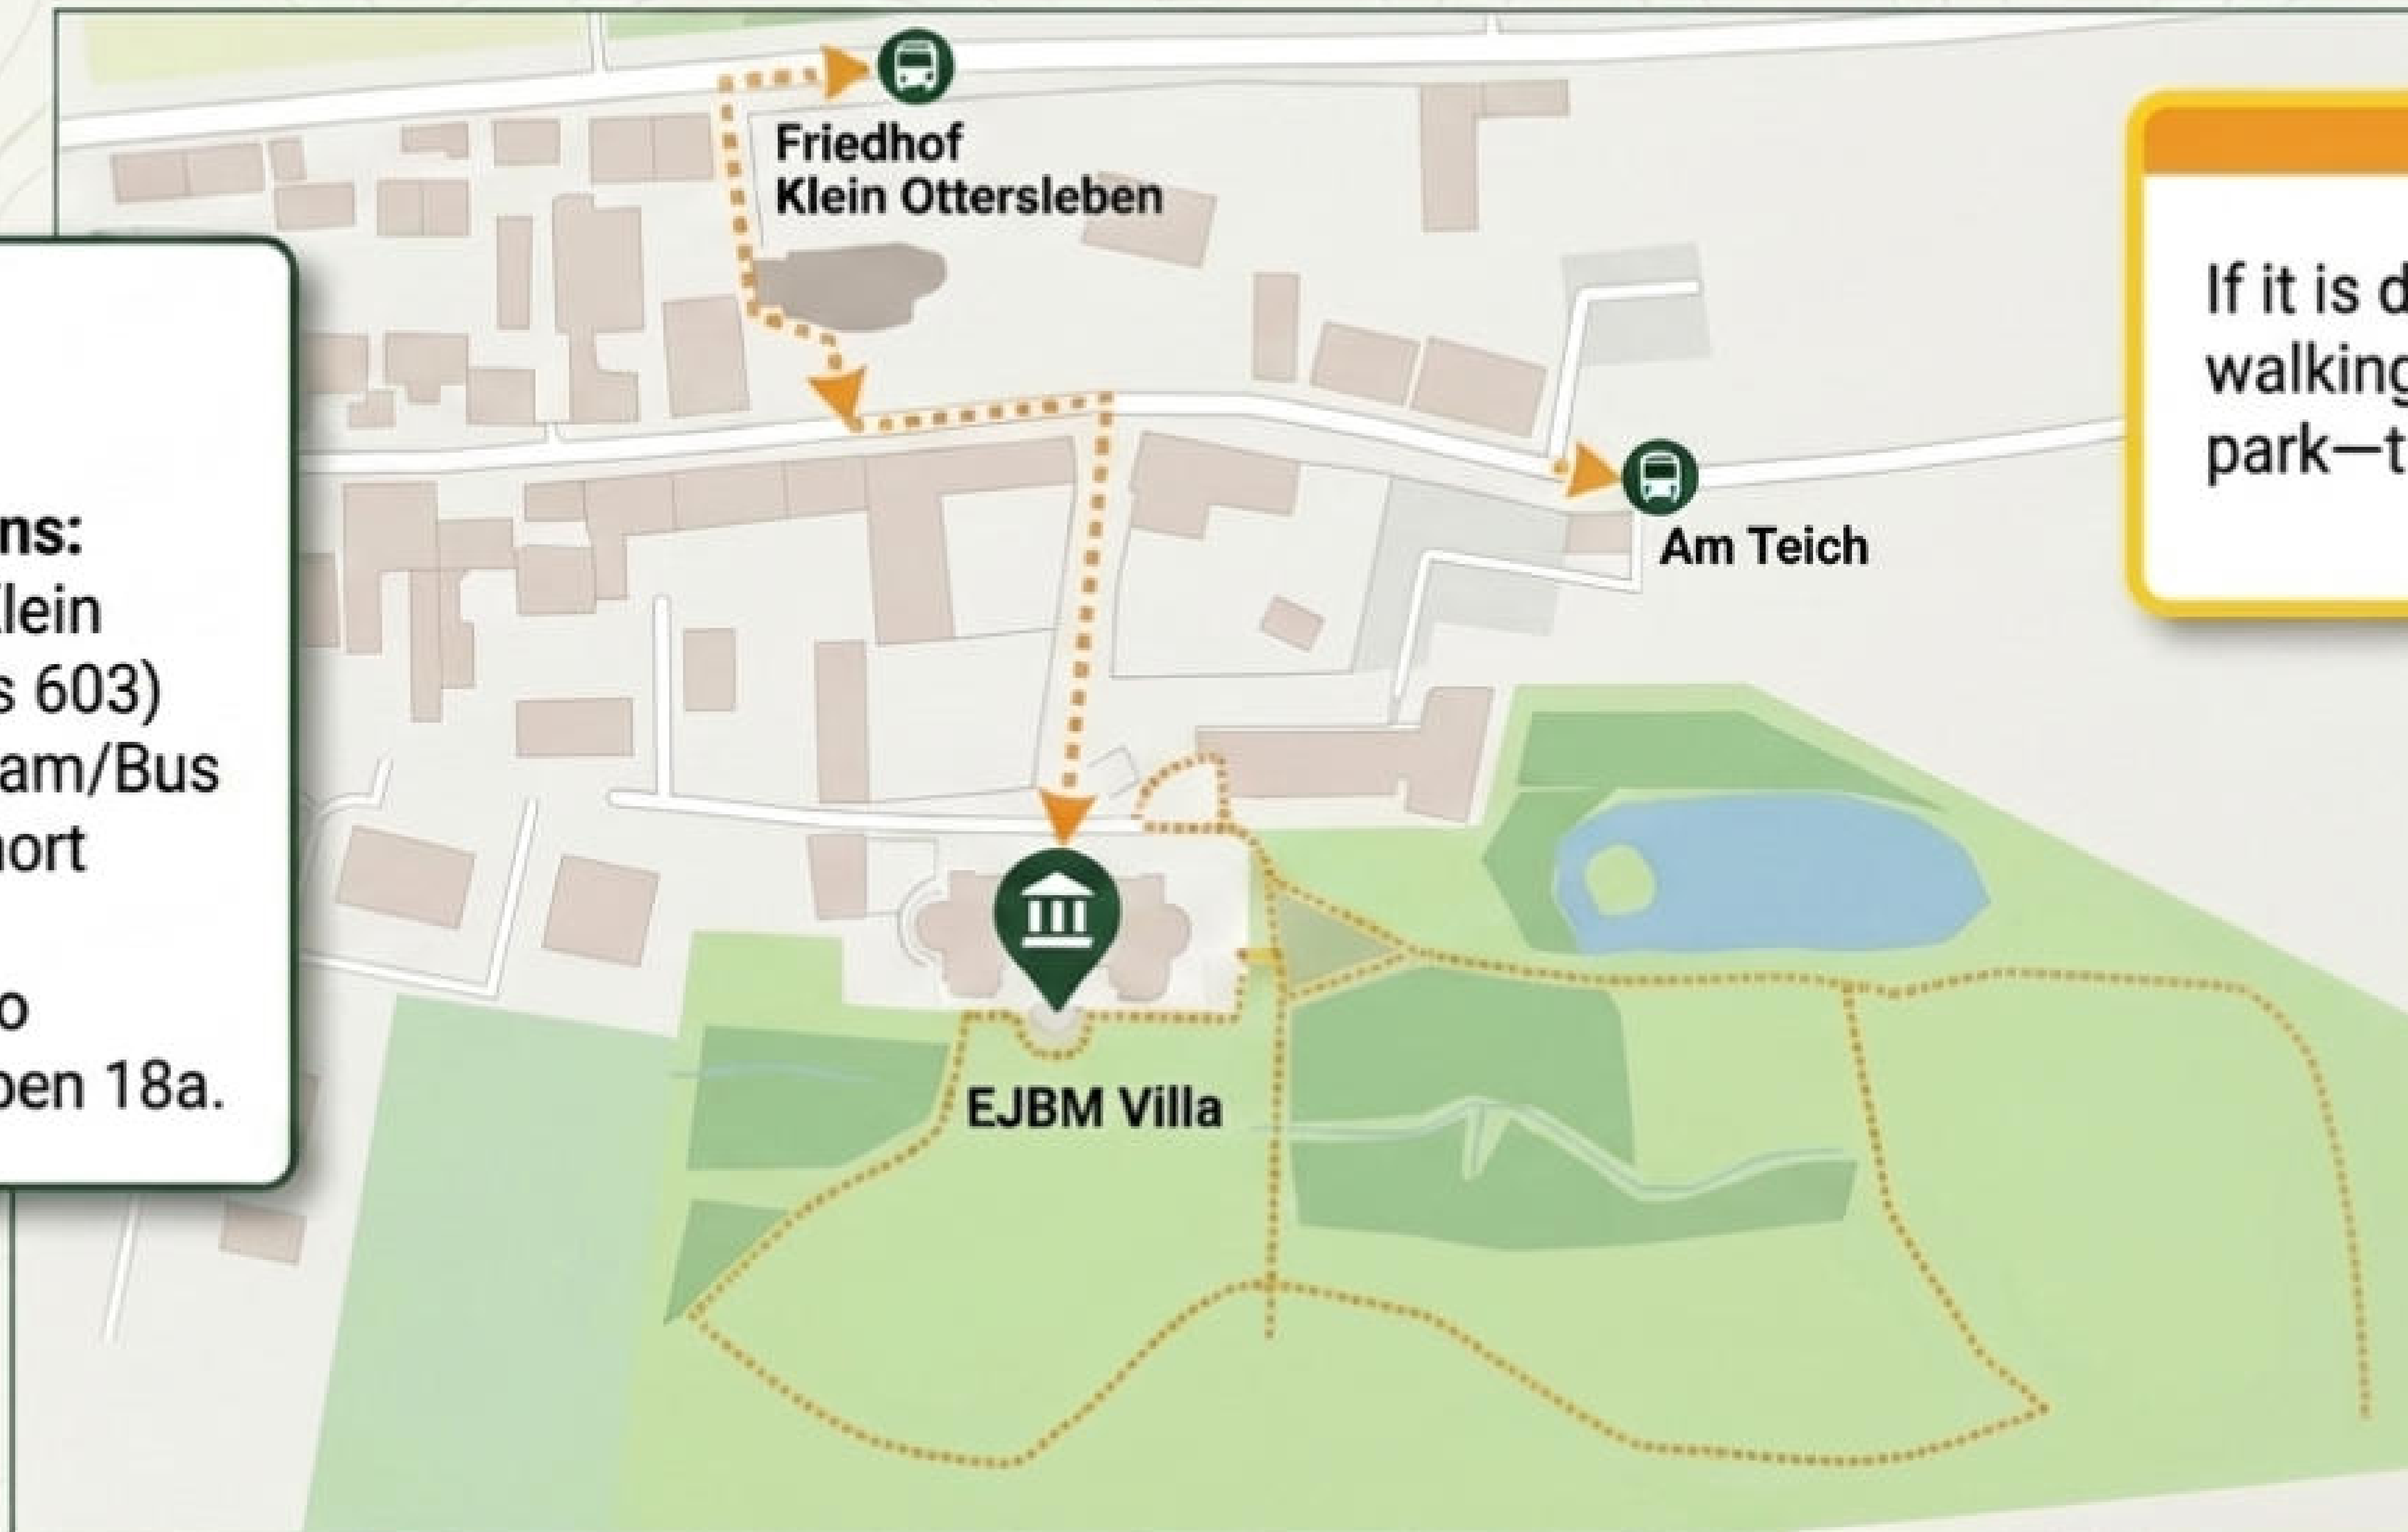 Friedhof
Klein Ottersleben
Am Teich
EJBM Villa
ns:
lein
s 603)
am/Bus
ort
o
en 18a.
If it is d
walking
park—t